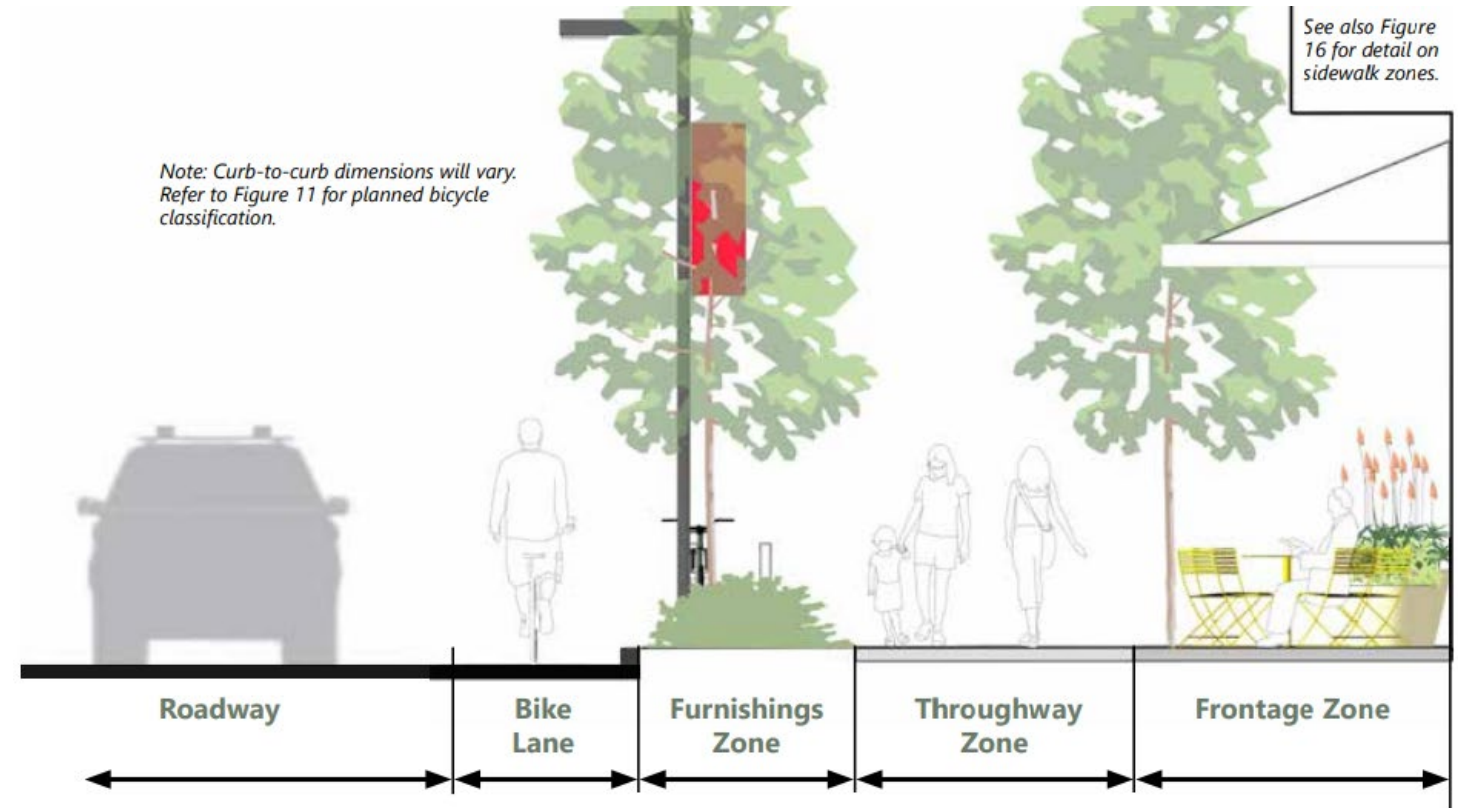 See also Figure
16 for detail on
sidewalk zones.
Note: Curb-to-curb dimensions will vary.
Refer to Figure 11 for planned bicycle
classification.
Roadway
Bike
Lane
Furnishings
Zone
Throughway
Zone
Frontage Zone